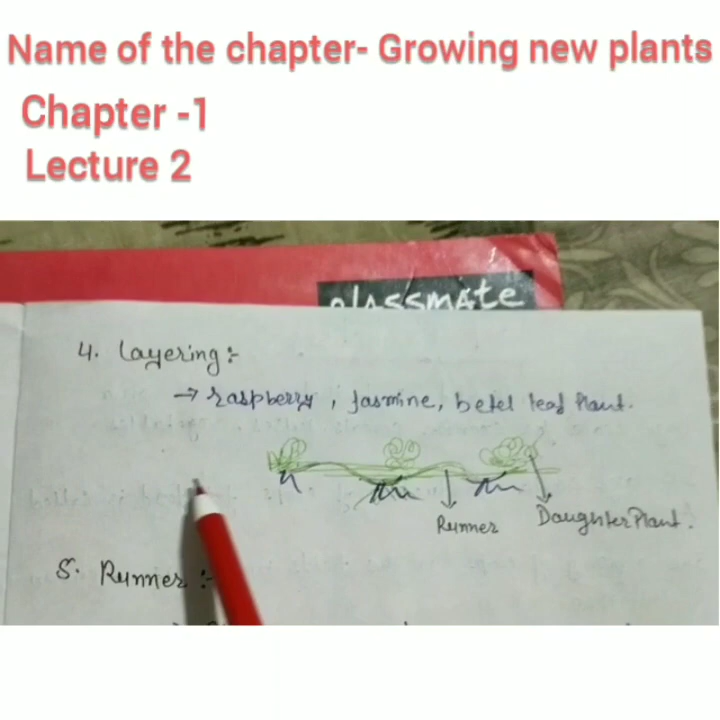 Name of the chapter- Growing new plants
Chapter -1
Lecture 2
classmate
4. Layering :-
→ raspberry, Jasmine, betel leaf Plant.
Runner
Daughter Plant.
5. Runner :-